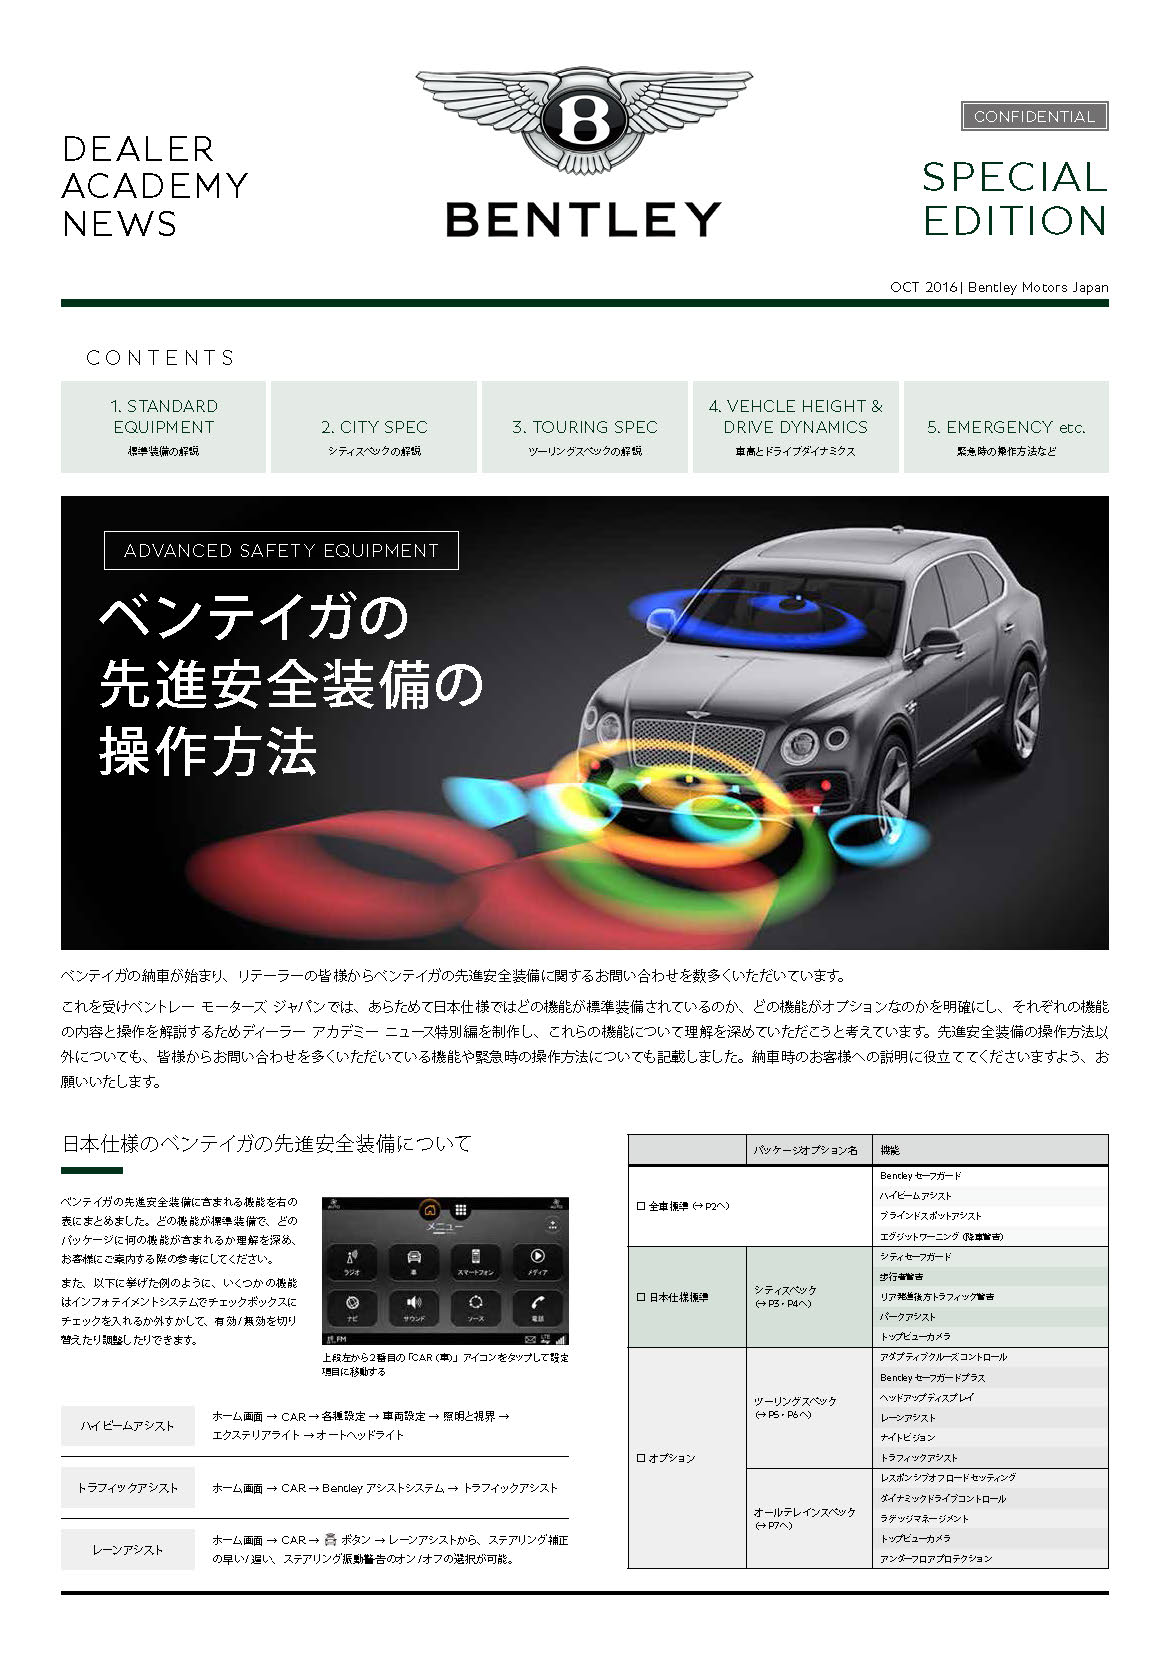 DEALER
ACADEMY
NEWS
B
BENTLEY
CONFIDENTIAL
SPECIAL
EDITION
OCT 2016| Bentley Motors Japan
CONTENTS
1. STANDARD
EQUIPMENT
標準装備の解説
2. CITY SPEC
シティスペックの解説
3. TOURING SPEC
ツーリングスペックの解説
4. VEHCLE HEIGHT &
DRIVE DYNAMICS
車高とドライブダイナミクス
5. EMERGENCY etc.
緊急時の操作方法など
ADVANCED SAFETY EQUIPMENT
ベンテイガの
先進安全装備の
操作方法
ベンテイガの納車が始まり、リテーラーの皆様からベンテイガの先進安全装備に関するお問い合わせを数多くいただいています。
これを受けベントレー モーターズ ジャパンでは、あらためて日本仕様ではどの機能が標準装備されているのか、どの機能がオプションなのかを明確にし、それぞれの機能
の内容と操作を解説するためディーラー アカデミー ニュース特別編を制作し、これらの機能について理解を深めていただこうと考えています。先進安全装備の操作方法以
外についても、皆様からお問い合わせを多くいただいている機能や緊急時の操作方法についても記載しました。納車時のお客様への説明に役立ててくださいますよう、お
願いいたします。
日本仕様のベンテイガの先進安全装備について
ベンテイガの先進安全装備に含まれる機能を右の
表にまとめました。どの機能が標準装備で、どの
パッケージに何の機能が含まれるか理解を深め、
お客様にご案内する際の参考にしてください。
また、以下に挙げた例のように、いくつかの機能
はインフォテイメントシステムでチェックボックスに
チェックを入れるか外すかして、有効/無効を切り
替えたり調整したりできます。
AUTO
AUTO
メニュー
ラジオ
車
スマートフォン
メディア
ナビ
サウンド
ソース
電話
FM
LTE
上段左から2番目の「CAR（車）」アイコンをタップして設定
項目に移動する
ハイビームアシスト
ホーム画面 → CAR → 各種設定 → 車両設定 → 照明と視界 →
エクステリアライト → オートヘッドライト
トラフィックアシスト
ホーム画面 → CAR → Bentley アシストシステム → トラフィックアシスト
レーンアシスト
ホーム画面 → CAR → ボタン → レーンアシストから、ステアリング補正
の早い/遅い、ステアリング振動警告のオン/オフの選択が可能。
パッケージオプション名 機能
□ 全車標準（→ P2へ）
Bentley セーフガード
ハイビームアシスト
ブラインドスポットアシスト
エグジットワーニング（降車警告）
□ 日本仕様標準
シティスペック
（→ P3・P4へ）
シティセーフガード
歩行者警告
リア発進後方トラフィック警告
パークアシスト
トップビューカメラ
□ オプション
ツーリングスペック
（→ P5・P6へ）
アダプティブクルーズコントロール
Bentley セーフガードプラス
ヘッドアップディスプレイ
レーンアシスト
ナイトビジョン
トラフィックアシスト
オールテレインスペック
（→ P7へ）
レスポンシブオフロードセッティング
ダイナミックドライブコントロール
ラゲッジマネージメント
トップビューカメラ
アンダーフロアプロテクション